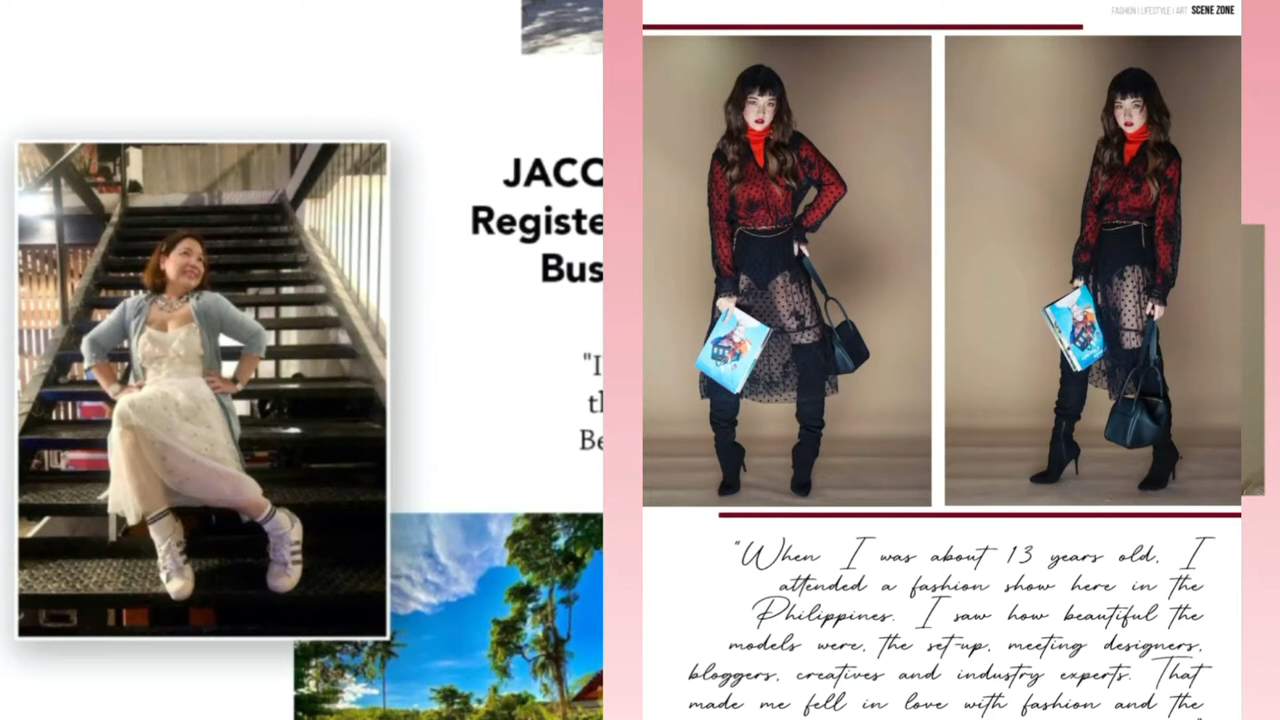 FASHION | LIFESTYLE | ART SCENE ZONE
JACQ
Registe
Bus
"I
th
Be
"When I was about 13 years old, I
attended a fashion show here in the
Philippines. I saw how beautiful the
models were, the set-up, meeting designers,
bloggers, creatives and industry experts. That
made me fell in love with fashion and the